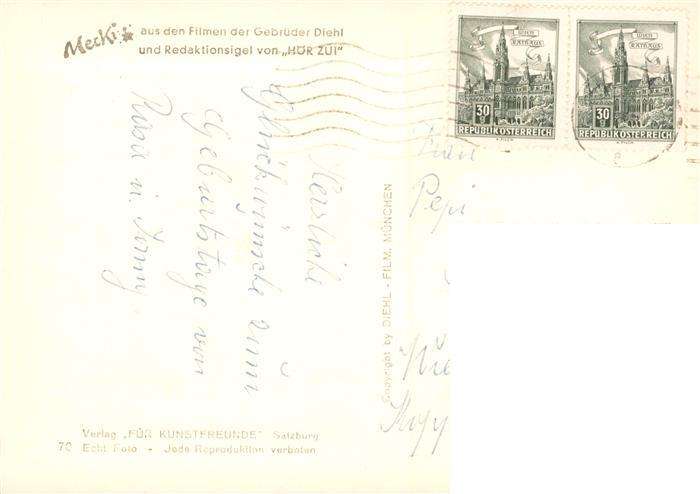 Mecki aus den Filmen der Gebrüder Diehl
und Redaktionsigel von „HÖR ZU!"
WIEN
RATHAUS
30
REPUBLIK ÖSTERREICH
WIEN
RATHAUS
30
REPUBLIK ÖSTERREICH
Herzliche
Glückwünsche zum
Geburtstage von
Rosa u.
Frau
Pepi
Copyright by DIEHL - FILM, MÜNCHEN
Verlag „FÜR KUNSTFREUNDE" Salzburg
70 Echt Foto - Jede Reproduktion verboten